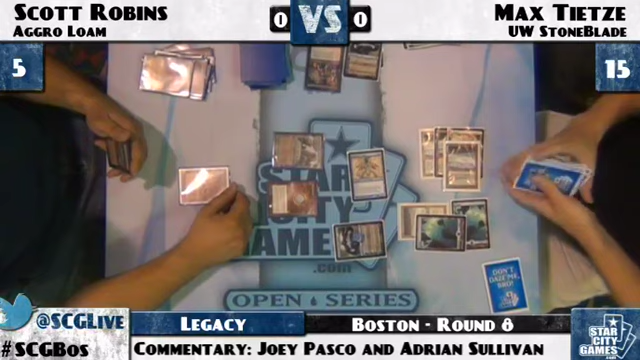 Scott Robins
Aggro Loam
0 VS 0
Max Tietze
UW StoneBlade
5
15
STAR
CITY
GAMES
.com
OPEN SERIES
DON'T
DAZE ME,
BRO!
@SCGLive
Legacy
Boston - Round 8
#SCGBos
Commentary: Joey Pasco and Adrian Sullivan
STAR
CITY
GAMES